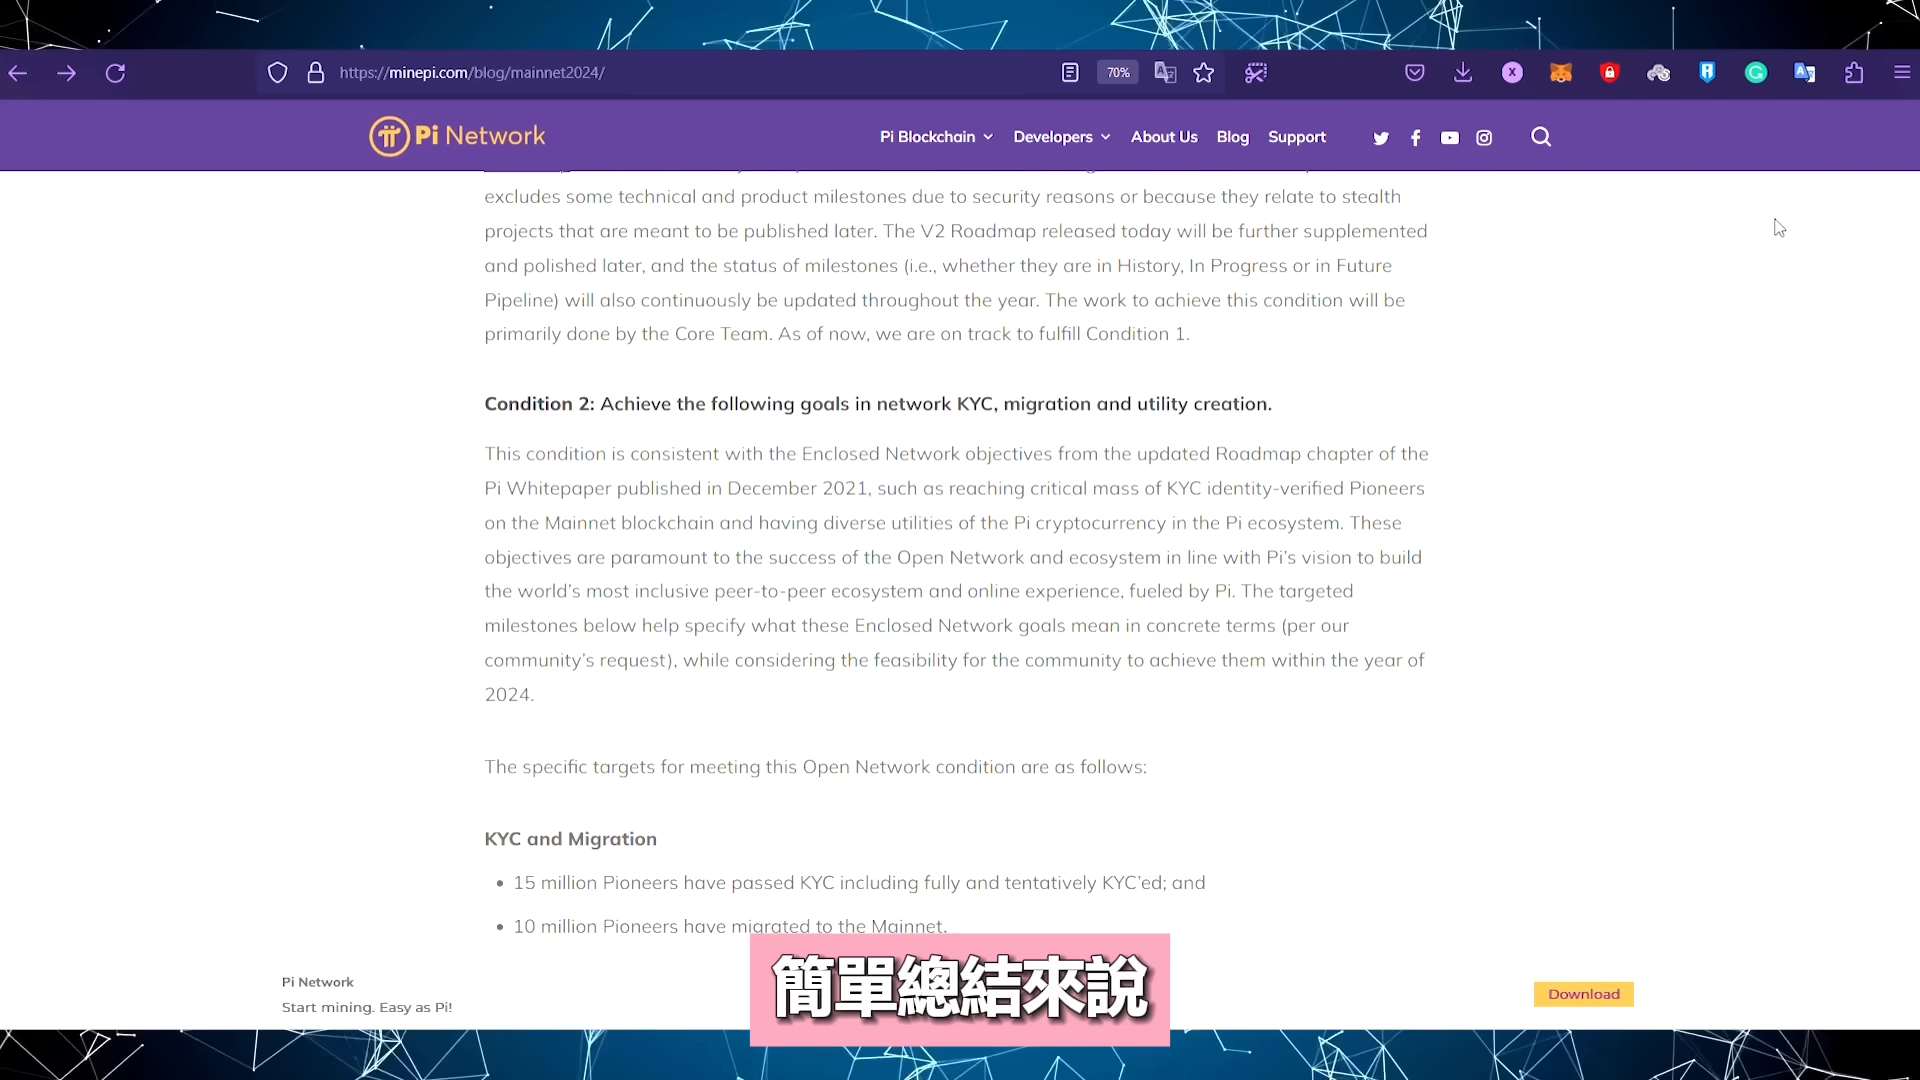 https://minepi.com/blog/mainnet2024/
70%
Pi Network
Pi Blockchain
Developers
About Us
Blog
Support
excludes some technical and product milestones due to security reasons or because they relate to stealth
projects that are meant to be published later. The V2 Roadmap released today will be further supplemented
and polished later, and the status of milestones (i.e., whether they are in History, In Progress or in Future
Pipeline) will also continuously be updated throughout the year. The work to achieve this condition will be
primarily done by the Core Team. As of now, we are on track to fulfill Condition 1.
Condition 2: Achieve the following goals in network KYC, migration and utility creation.
This condition is consistent with the Enclosed Network objectives from the updated Roadmap chapter of the
Pi Whitepaper published in December 2021, such as reaching critical mass of KYC identity-verified Pioneers
on the Mainnet blockchain and having diverse utilities of the Pi cryptocurrency in the Pi ecosystem. These
objectives are paramount to the success of the Open Network and ecosystem in line with Pi’s vision to build
the world’s most inclusive peer-to-peer ecosystem and online experience, fueled by Pi. The targeted
milestones below help specify what these Enclosed Network goals mean in concrete terms (per our
community’s request), while considering the feasibility for the community to achieve them within the year of
2024.
The specific targets for meeting this Open Network condition are as follows:
KYC and Migration
• 15 million Pioneers have passed KYC including fully and tentatively KYC’ed; and
• 10 million Pioneers have migrated to the Mainnet.
簡單總結來說
Pi Network
Start mining. Easy as Pi!
Download